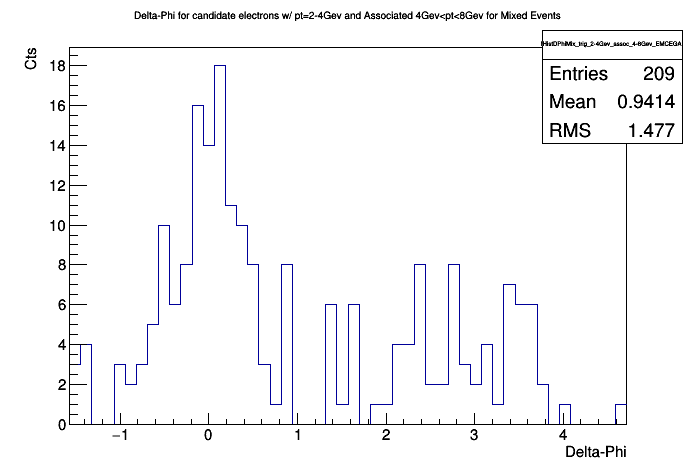 Delta-Phi for candidate electrons w/ pt=2-4Gev and Associated 4Gev<pt<8Gev for Mixed Events
Cts
fHistDPhiMix_trig_2-4Gev_assoc_4-8Gev_EMCEGA
Entries 209
Mean 0.9414
RMS 1.477
18
16
14
12
10
8
6
4
2
0
−1 0 1 2 3 4
Delta-Phi